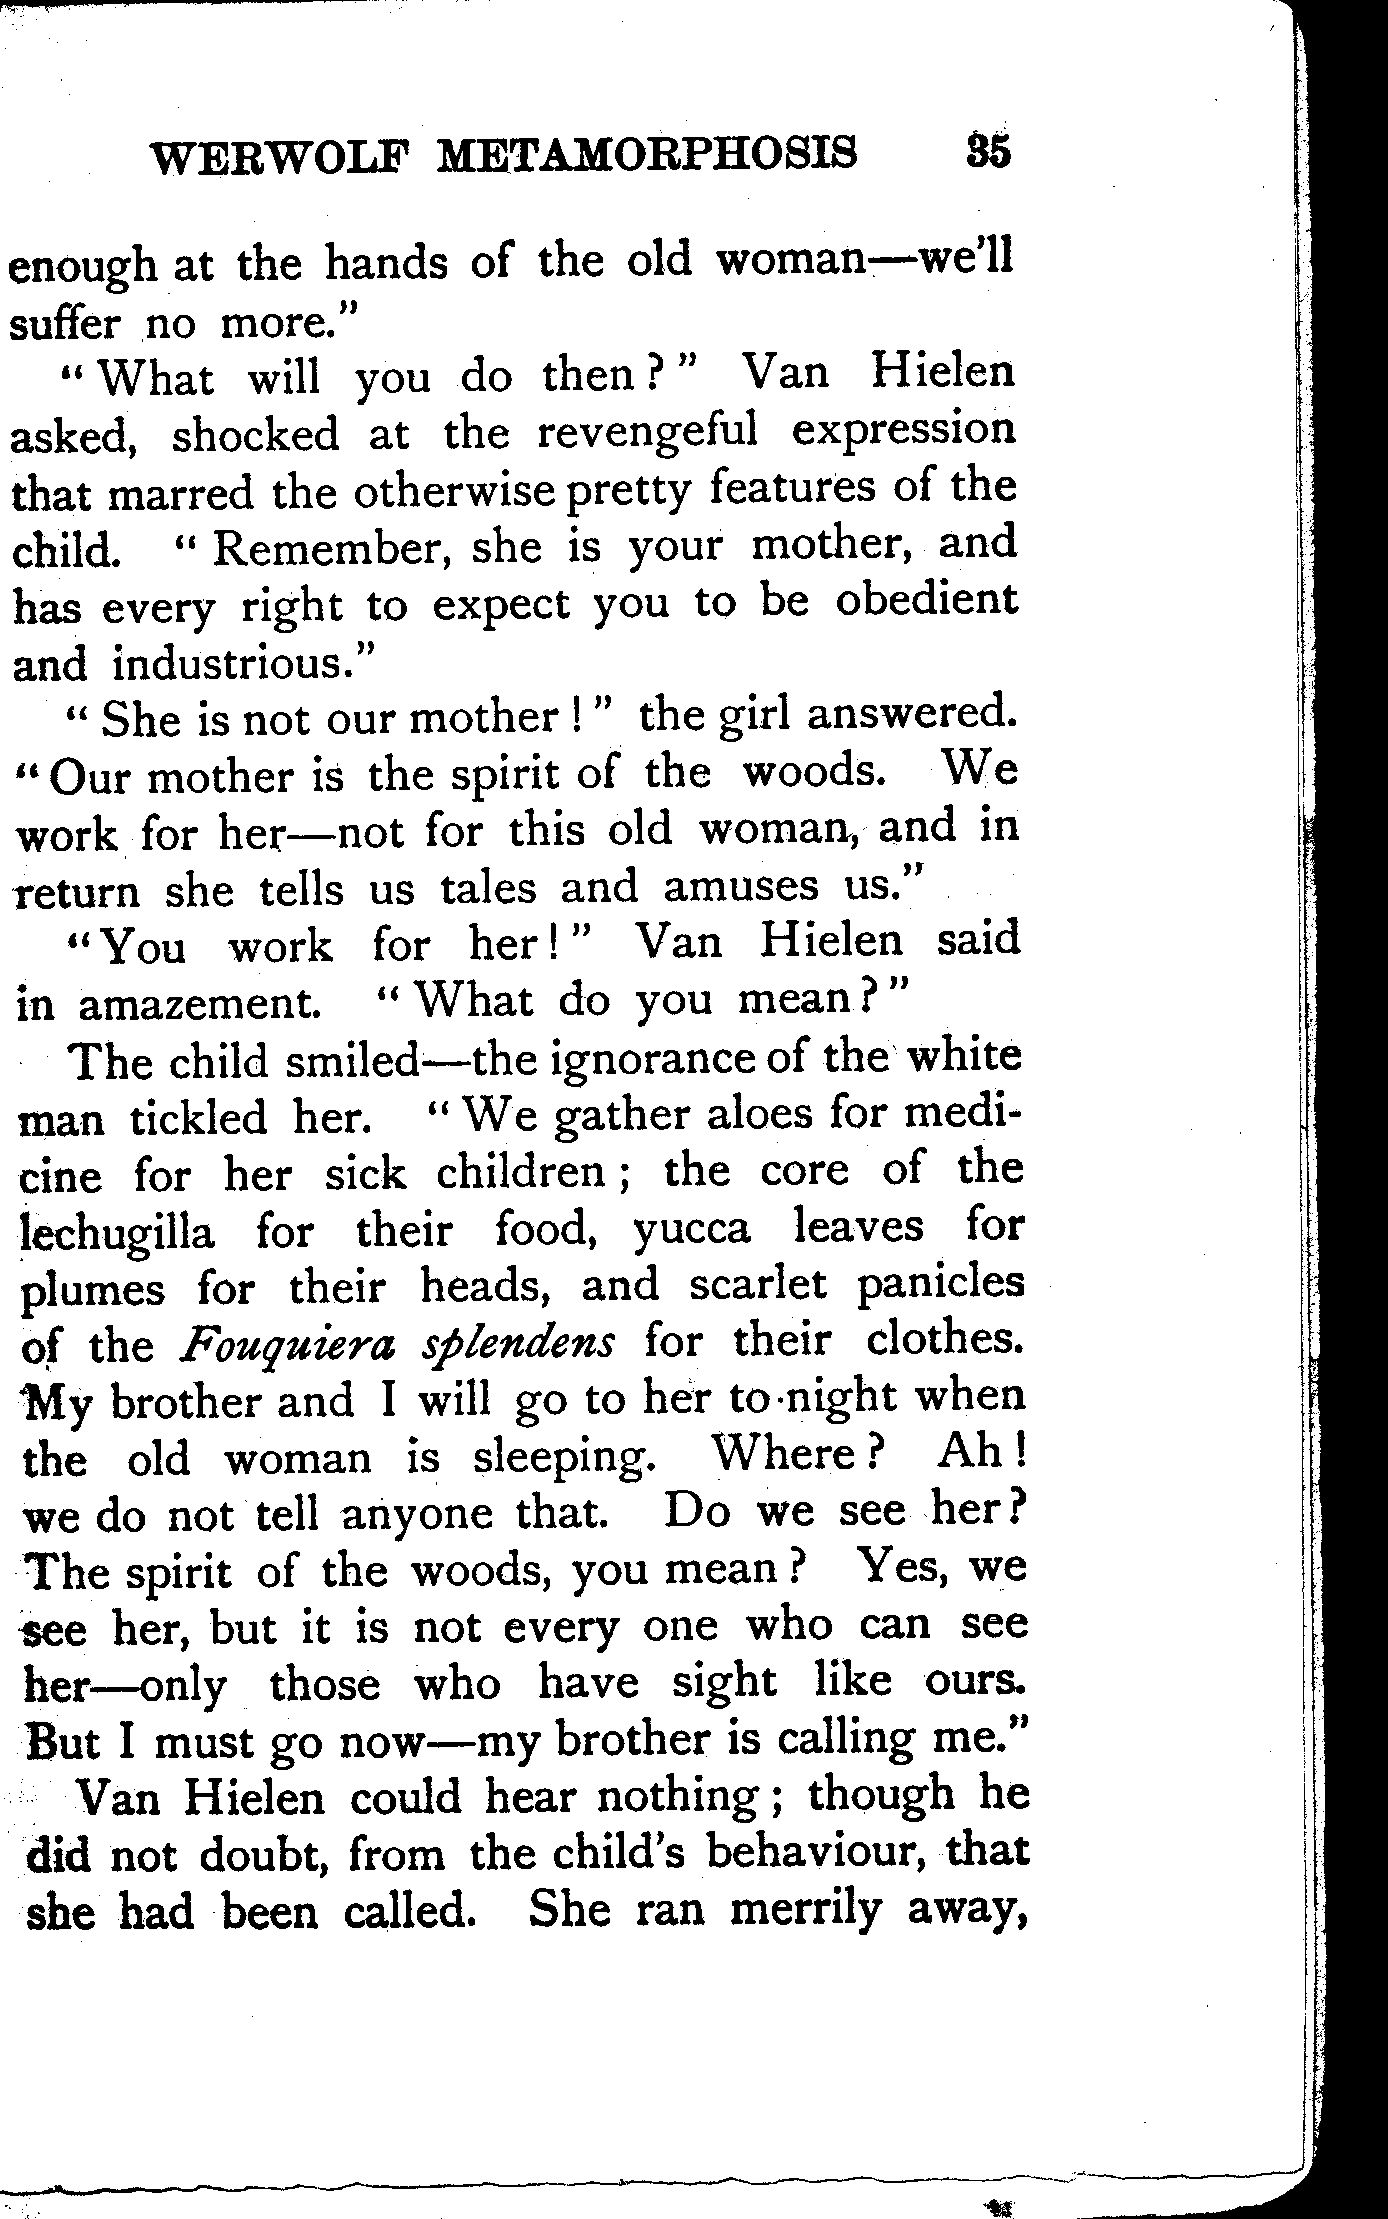 WERWOLF METAMORPHOSIS 35
enough at the hands of the old woman—we'll
suffer no more."
"What will you do then?" Van Hielen
asked, shocked at the revengeful expression
that marred the otherwise pretty features of the
child. "Remember, she is your mother, and
has every right to expect you to be obedient
and industrious."
"She is not our mother!" the girl answered.
"Our mother is the spirit of the woods. We
work for her—not for this old woman, and in
return she tells us tales and amuses us."
"You work for her!" Van Hielen said
in amazement. "What do you mean?"
The child smiled—the ignorance of the white
man tickled her. "We gather aloes for medi-
cine for her sick children; the core of the
lechugilla for their food, yucca leaves for
plumes for their heads, and scarlet panicles
of the Fouquiera splendens for their clothes.
My brother and I will go to her to-night when
the old woman is sleeping. Where? Ah!
we do not tell anyone that. Do we see her?
The spirit of the woods, you mean? Yes, we
see her, but it is not every one who can see
her—only those who have sight like ours.
But I must go now—my brother is calling me."
Van Hielen could hear nothing; though he
did not doubt, from the child's behaviour, that
she had been called. She ran merrily away,